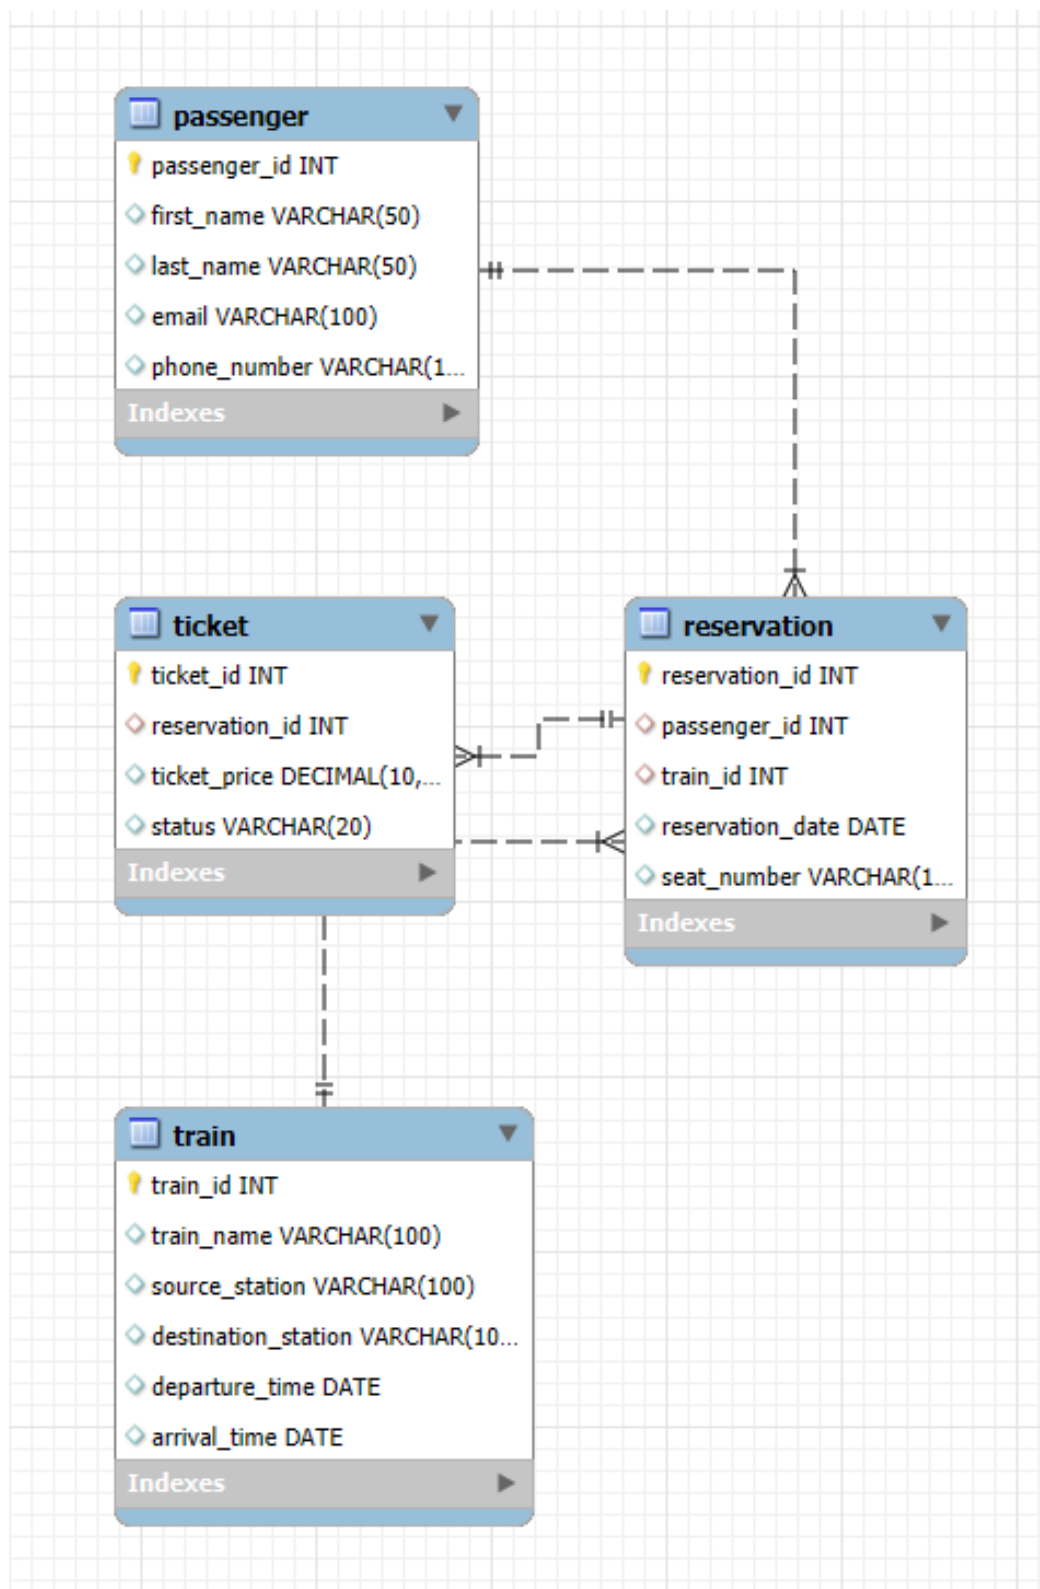 passenger
passenger_id INT
first_name VARCHAR(50)
last_name VARCHAR(50)
email VARCHAR(100)
phone_number VARCHAR(1...
Indexes
ticket
ticket_id INT
reservation_id INT
ticket_price DECIMAL(10,...
status VARCHAR(20)
Indexes
reservation
reservation_id INT
passenger_id INT
train_id INT
reservation_date DATE
seat_number VARCHAR(1...
Indexes
train
train_id INT
train_name VARCHAR(100)
source_station VARCHAR(100)
destination_station VARCHAR(10...
departure_time DATE
arrival_time DATE
Indexes